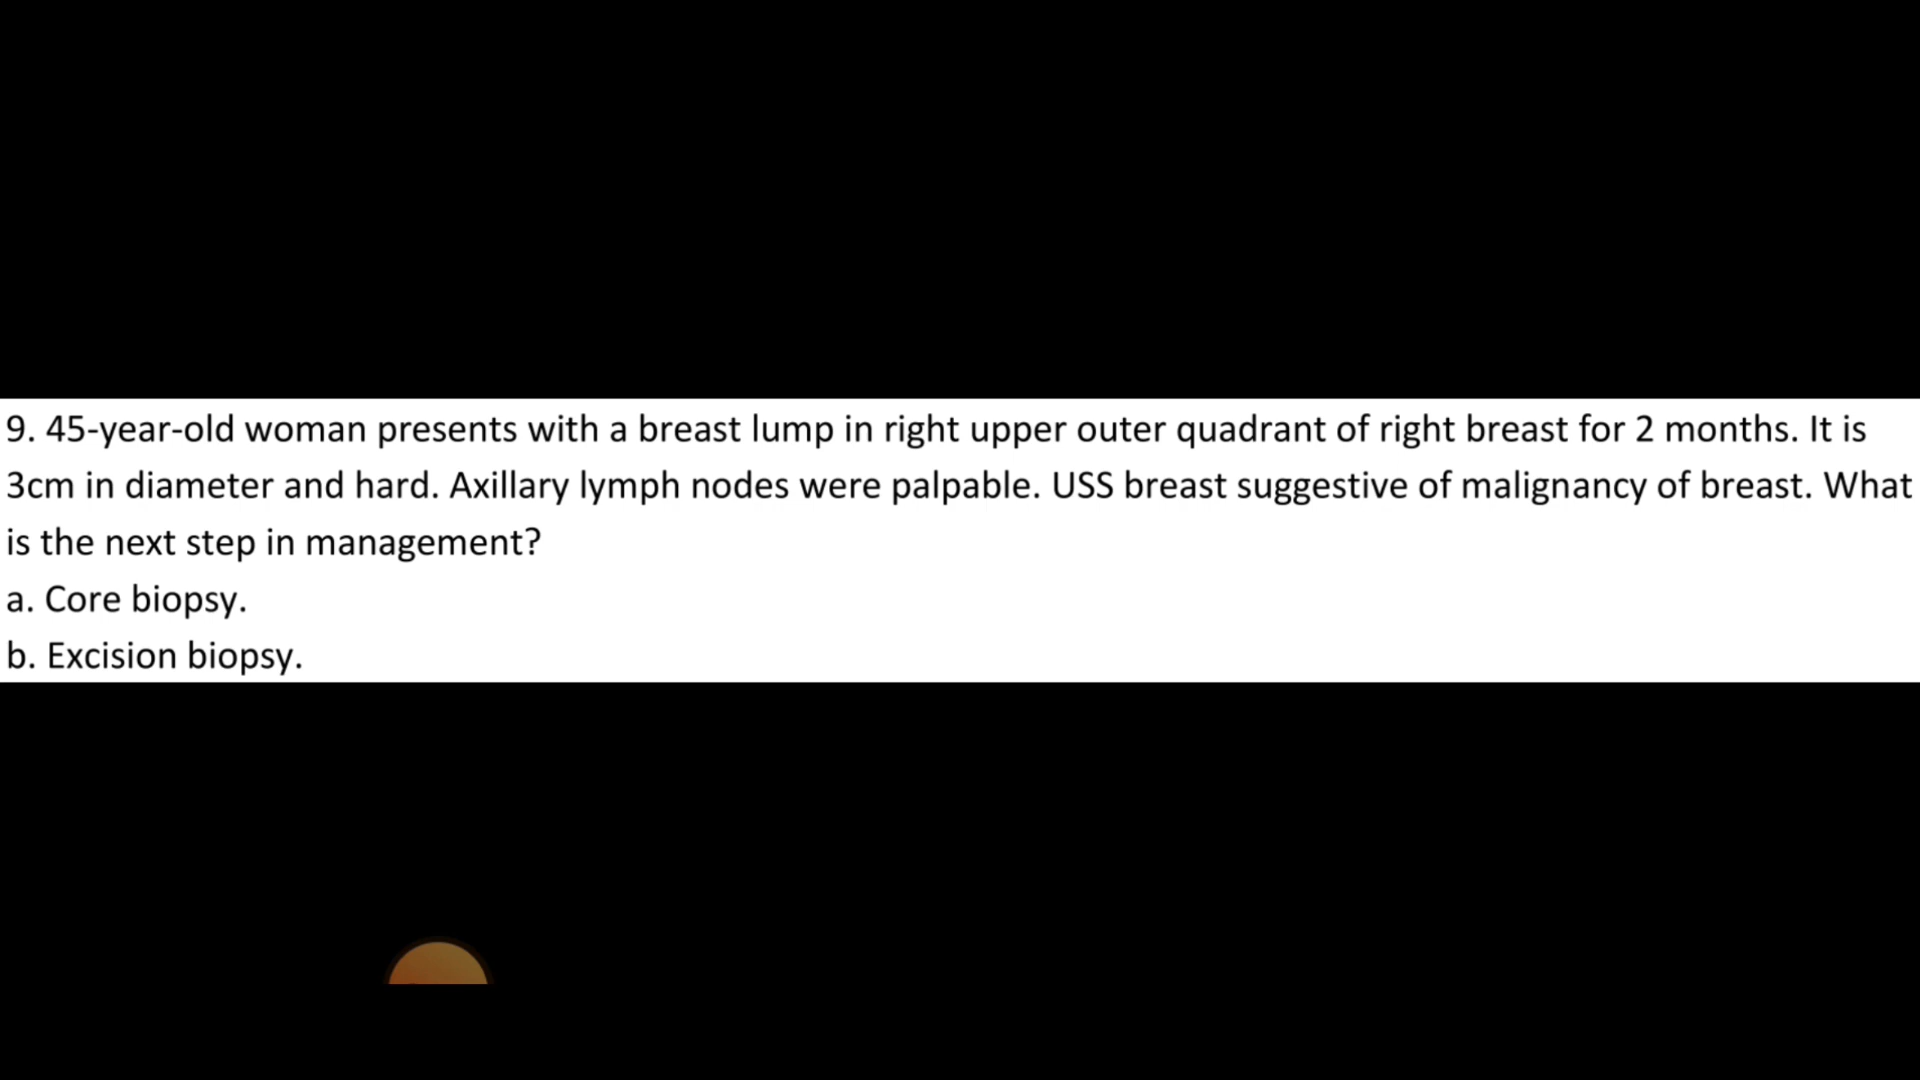 9. 45-year-old woman presents with a breast lump in right upper outer quadrant of right breast for 2 months. It is
3cm in diameter and hard. Axillary lymph nodes were palpable. USS breast suggestive of malignancy of breast. What
is the next step in management?
a. Core biopsy.
b. Excision biopsy.